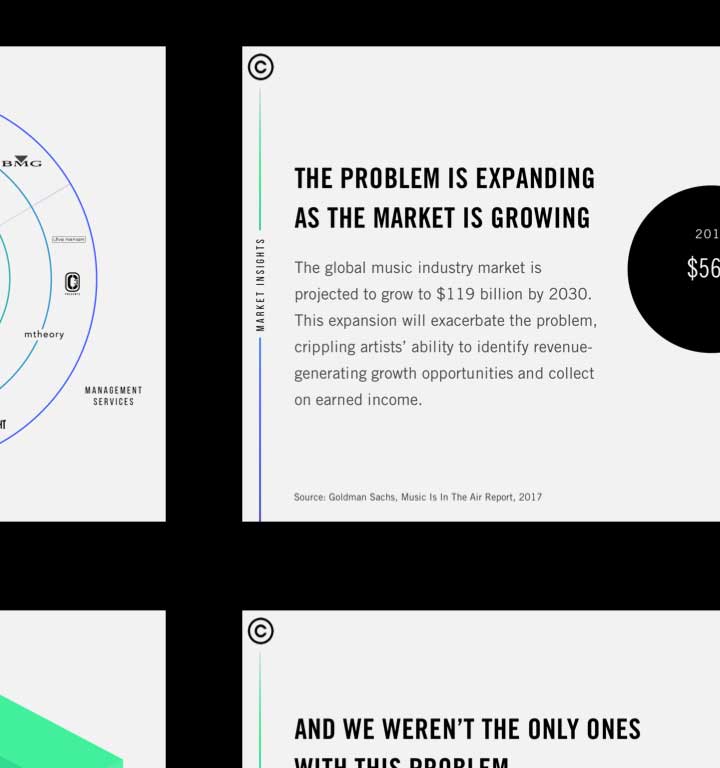 BMG
mtheory
MANAGEMENT
SERVICES
©
MARKET INSIGHTS
THE PROBLEM IS EXPANDING
AS THE MARKET IS GROWING
The global music industry market is
projected to grow to $119 billion by 2030.
This expansion will exacerbate the problem,
crippling artists’ ability to identify revenue-
generating growth opportunities and collect
on earned income.
Source: Goldman Sachs, Music Is In The Air Report, 2017
201
$56
©
AND WE WEREN’T THE ONLY ONES
WITH THIS PROBLEM